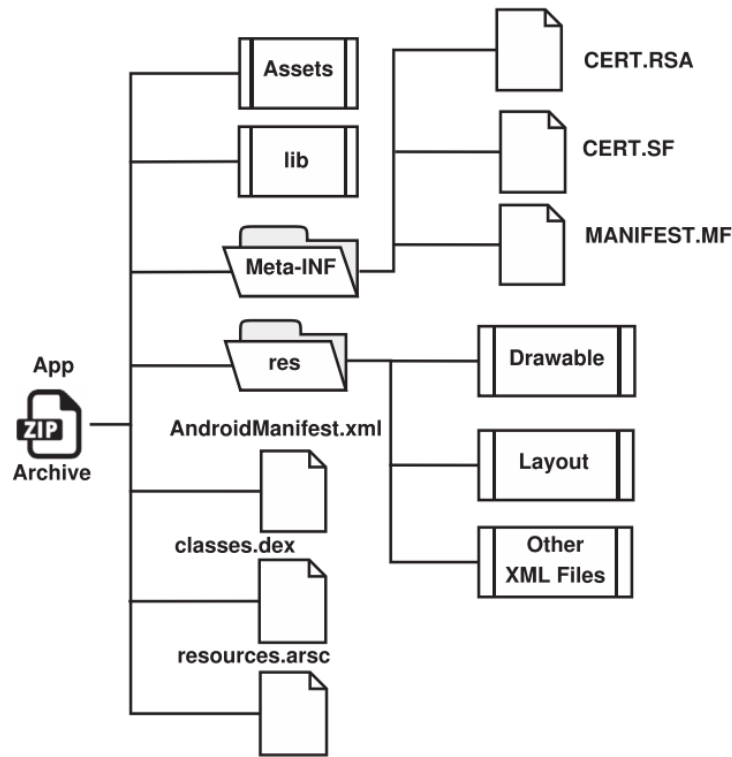 Assets
CERT.RSA
lib
CERT.SF
Meta-INF
MANIFEST.MF
res
Drawable
App
ZIP
Archive
AndroidManifest.xml
Layout
classes.dex
Other
XML Files
resources.arsc